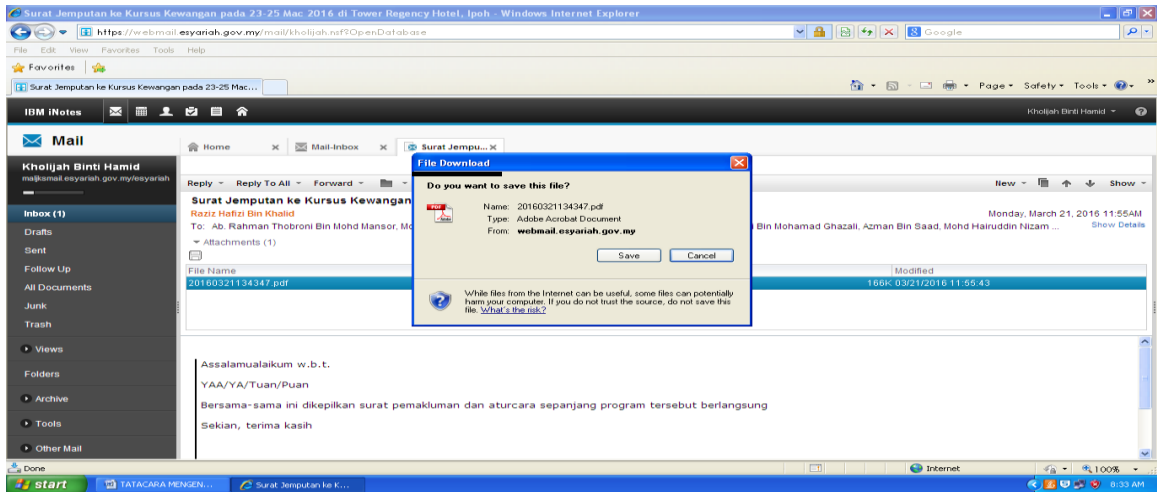 Surat Jemputan ke Kursus Kewangan pada 23-25 Mac 2016 di Tower Regency Hotel, Ipoh - Windows Internet Explorer
https://webmail.esyariah.gov.my/mail/kholijah.nsf?OpenDatabase
Google
File Edit View Favorites Tools Help
Favorites
Surat Jemputan ke Kursus Kewangan pada 23-25 Mac...
Page Safety Tools
IBM iNotes
Kholijah Binti Hamid
Mail
Home Mail-Inbox Surat Jempu...
Kholijah Binti Hamid
maljksmail.esyariah.gov.my/esyariah
Reply Reply To All Forward
New Show
Surat Jemputan ke Kursus Kewangan
Raziz Hafizi Bin Khalid
Monday, March 21, 2016 11:55AM
To: Ab. Rahman Thobroni Bin Mohd Mansor, Mo
i Bin Mohamad Ghazali, Azman Bin Saad, Mohd Hairuddin Nizam ...
Show Details
Attachments (1)
File Name
Modified
20160321134347.pdf
166K 03/21/2016 11:55:43
Inbox (1)
Drafts
Sent
Follow Up
All Documents
Junk
Trash
Views
Folders
Archive
Tools
Other Mail
File Download
Do you want to save this file?
Name: 20160321134347.pdf
Type: Adobe Acrobat Document
From: webmail.esyariah.gov.my
Save Cancel
While files from the Internet can be useful, some files can potentially
harm your computer. If you do not trust the source, do not save this
file. What's the risk?
Assalamualaikum w.b.t.
YAA/YA/Tuan/Puan
Bersama-sama ini dikepilkan surat pemakluman dan aturcara sepanjang program tersebut berlangsung
Sekian, terima kasih
Done
Internet
100%
start
TATACARA MENGEN...
Surat Jemputan ke K...
8:33 AM